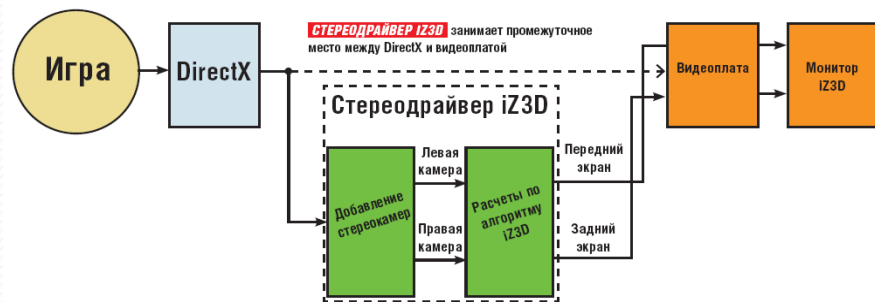 СТЕРЕОДРАЙВЕР IZ3D занимает промежуточное
место между DirectX и видеоплатой
Игра
DirectX
Видеоплата
Монитор
iZ3D
Стереодрайвер iZ3D
Добавление
стереокамер
Левая
камера
Правая
камера
Расчеты по
алгоритму
iZ3D
Передний
экран
Задний
экран